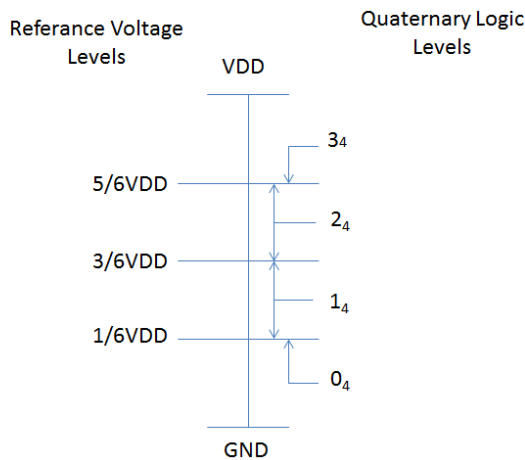 Referance Voltage
Levels
Quaternary Logic
Levels
VDD
3₄
5/6VDD
2₄
3/6VDD
1₄
1/6VDD
0₄
GND